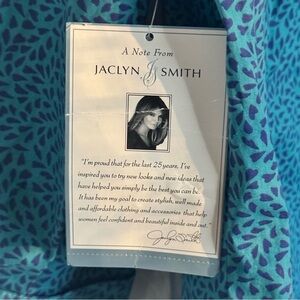 A Note From
JACLYN JS SMITH
"I'm proud that for the last 25 years, I've
inspired you to try new looks and new ideas that
have helped you simply be the best you can be.
It has been my goal to create stylish, well made
and affordable clothing and accessories that help
women feel confident and beautiful inside and out."
Jaclyn Smith